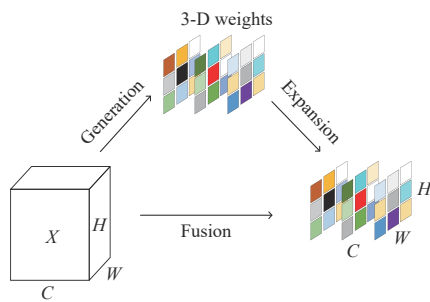 3-D weights
Generation
Expansion
X
H
W
C
Fusion
H
W
C